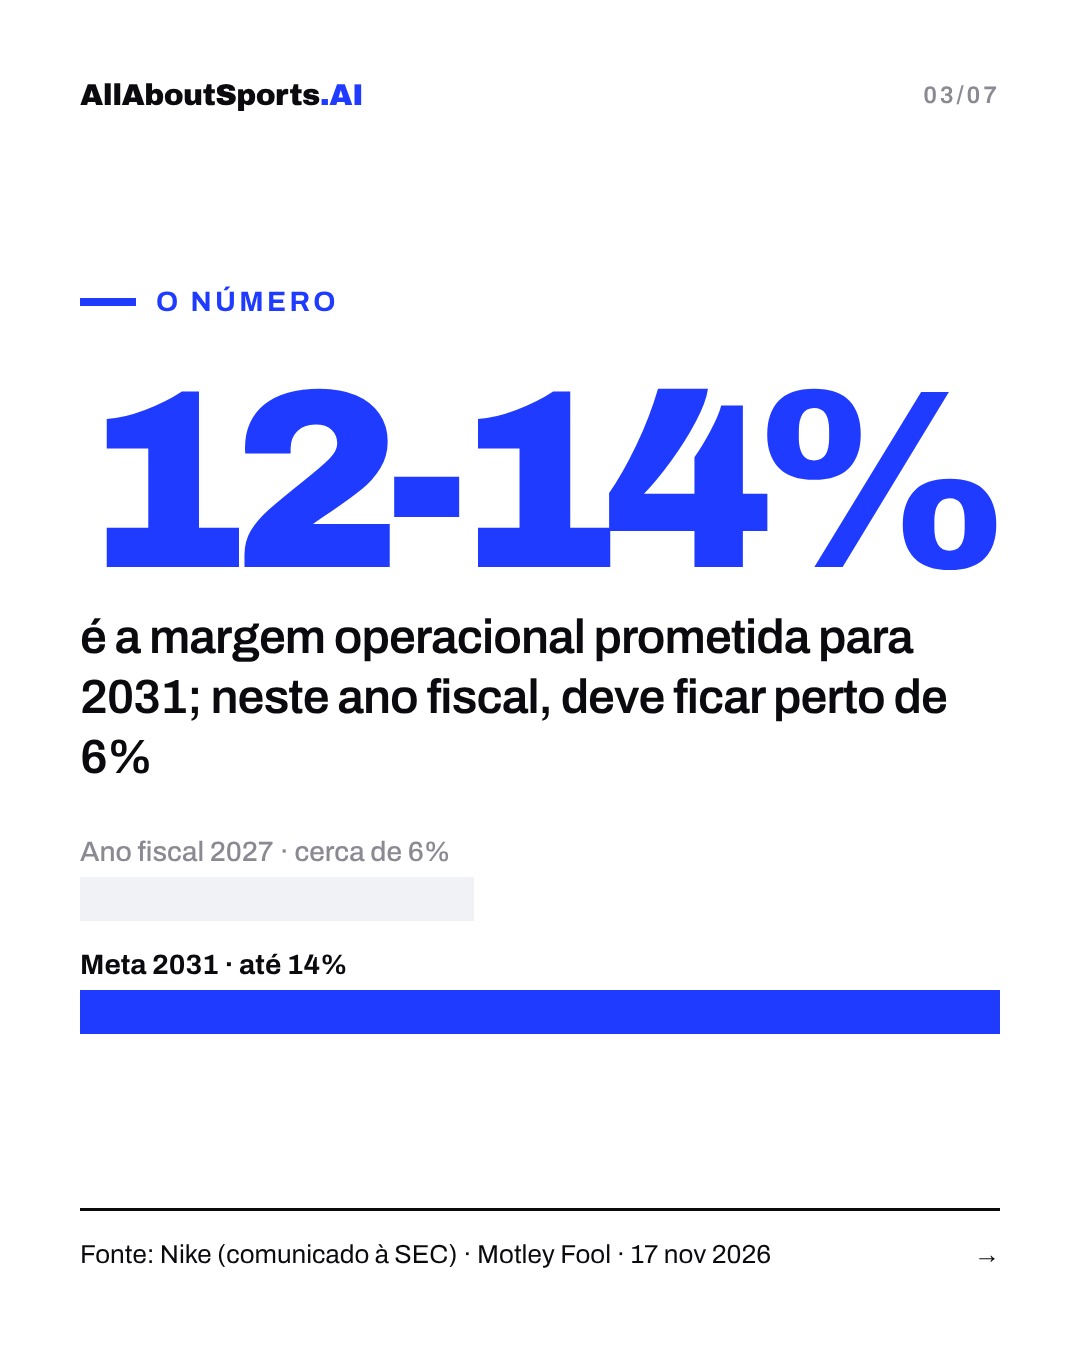 AllAboutSports.AI
03/07
O NÚMERO
12-14%
é a margem operacional prometida para
2031; neste ano fiscal, deve ficar perto de
6%
Ano fiscal 2027 · cerca de 6%
Meta 2031 · até 14%
Fonte: Nike (comunicado à SEC) · Motley Fool · 17 nov 2026 →